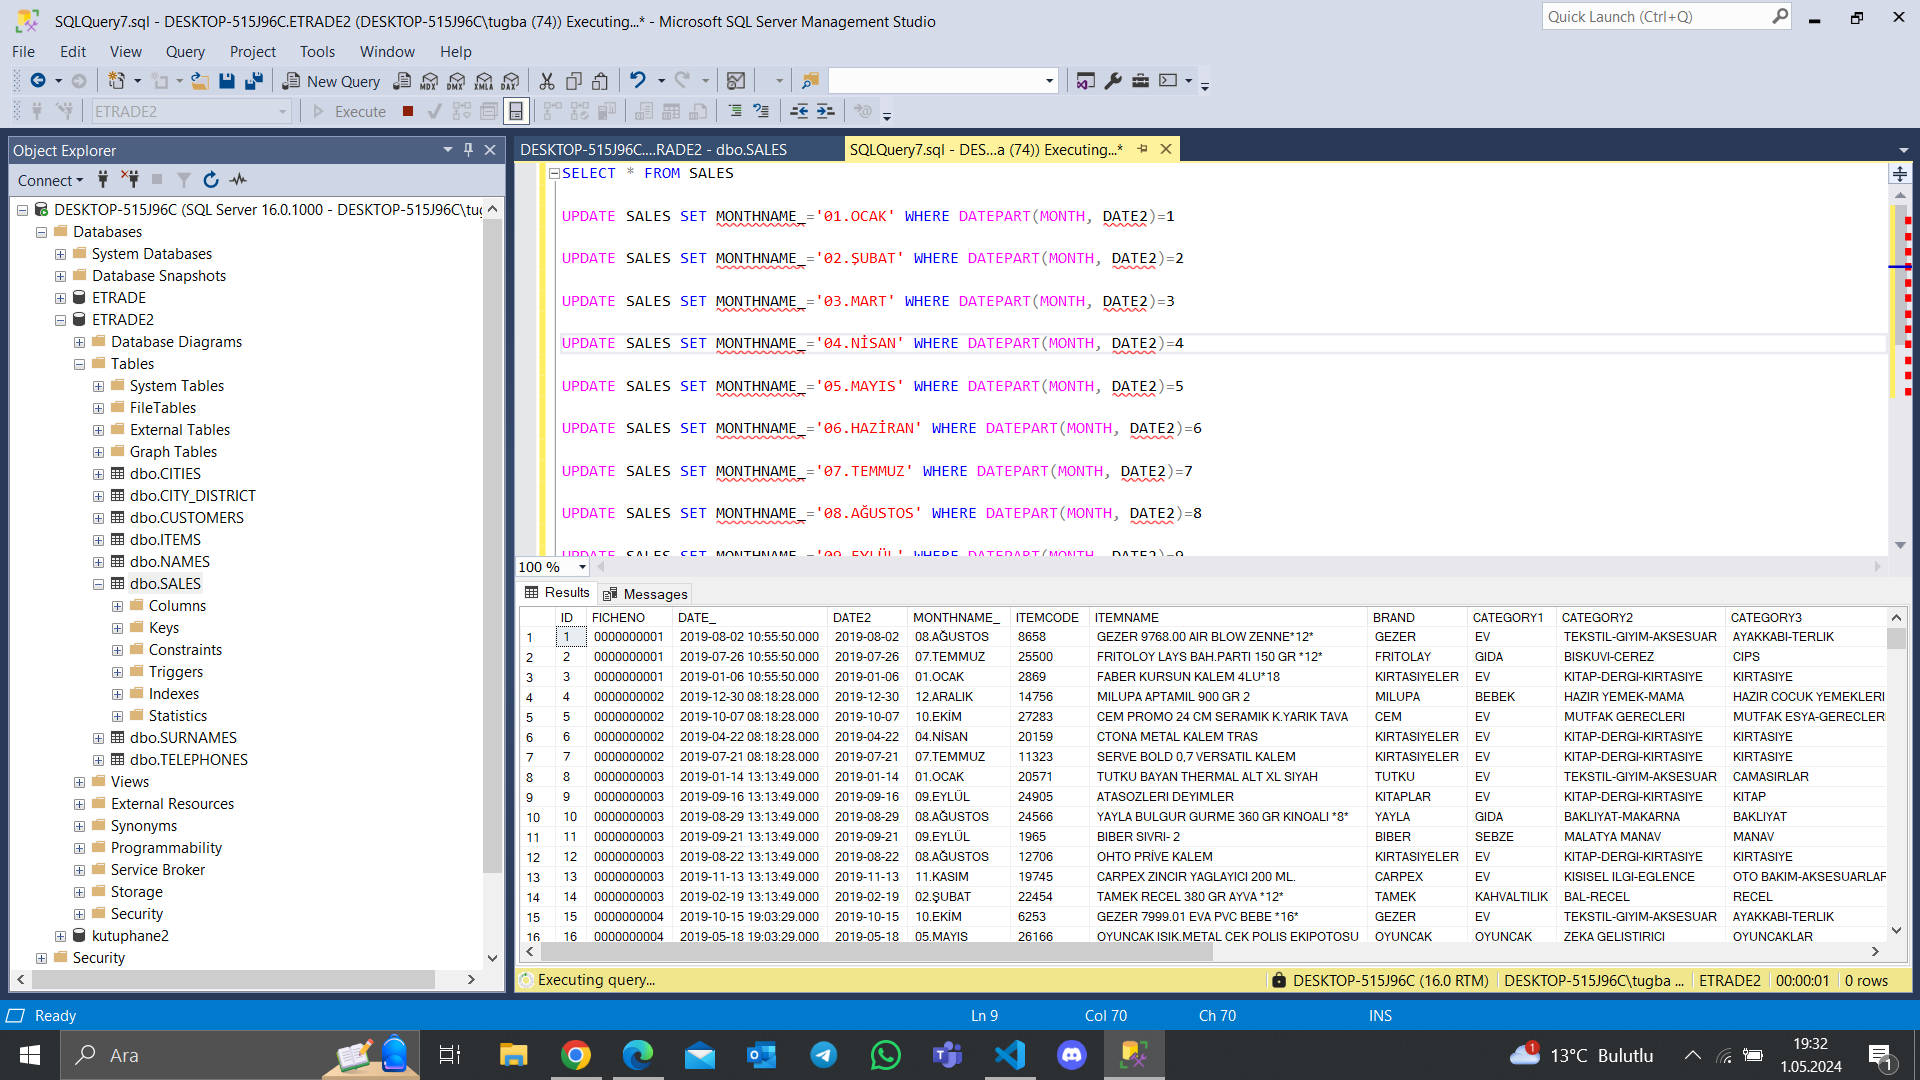 SQLQuery7.sql - DESKTOP-515J96C.ETRADE2 (DESKTOP-515J96C\tugba (74)) Executing...* - Microsoft SQL Server Management Studio
Quick Launch (Ctrl+Q)
File Edit View Query Project Tools Window Help
New Query MDX DMX XMLA DAX
ETRADE2 Execute
Object Explorer
Connect
DESKTOP-515J96C (SQL Server 16.0.1000 - DESKTOP-515J96C\tug
Databases
System Databases
Database Snapshots
ETRADE
ETRADE2
Database Diagrams
Tables
System Tables
FileTables
External Tables
Graph Tables
dbo.CITIES
dbo.CITY_DISTRICT
dbo.CUSTOMERS
dbo.ITEMS
dbo.NAMES
dbo.SALES
Columns
Keys
Constraints
Triggers
Indexes
Statistics
dbo.SURNAMES
dbo.TELEPHONES
Views
External Resources
Synonyms
Programmability
Service Broker
Storage
Security
kutuphane2
Security
DESKTOP-515J96C....RADE2 - dbo.SALES
SQLQuery7.sql - DES...a (74)) Executing...*
SELECT * FROM SALES
UPDATE SALES SET MONTHNAME_='01.OCAK' WHERE DATEPART(MONTH, DATE2)=1
UPDATE SALES SET MONTHNAME_='02.ŞUBAT' WHERE DATEPART(MONTH, DATE2)=2
UPDATE SALES SET MONTHNAME_='03.MART' WHERE DATEPART(MONTH, DATE2)=3
UPDATE SALES SET MONTHNAME_='04.NİSAN' WHERE DATEPART(MONTH, DATE2)=4
UPDATE SALES SET MONTHNAME_='05.MAYIS' WHERE DATEPART(MONTH, DATE2)=5
UPDATE SALES SET MONTHNAME_='06.HAZİRAN' WHERE DATEPART(MONTH, DATE2)=6
UPDATE SALES SET MONTHNAME_='07.TEMMUZ' WHERE DATEPART(MONTH, DATE2)=7
UPDATE SALES SET MONTHNAME_='08.AĞUSTOS' WHERE DATEPART(MONTH, DATE2)=8
UPDATE SALES SET MONTHNAME_='09.EYLÜL' WHERE DATEPART(MONTH, DATE2)=9
100 %
Results Messages
ID FICHENO DATE_ DATE2 MONTHNAME_ ITEMCODE ITEMNAME BRAND CATEGORY1 CATEGORY2 CATEGORY3
1 1 0000000001 2019-08-02 10:55:50.000 2019-08-02 08.AĞUSTOS 8658 GEZER 9768.00 AIR BLOW ZENNE*12* GEZER EV TEKSTIL-GIYIM-AKSESUAR AYAKKABI-TERLIK
2 2 0000000001 2019-07-26 10:55:50.000 2019-07-26 07.TEMMUZ 25500 FRITOLOY LAYS BAH.PARTI 150 GR *12* FRITOLAY GIDA BISKUVI-CEREZ CIPS
3 3 0000000001 2019-01-06 10:55:50.000 2019-01-06 01.OCAK 2869 FABER KURSUN KALEM 4LU*18 KIRTASIYELER EV KITAP-DERGI-KIRTASIYE KIRTASIYE
4 4 0000000002 2019-12-30 08:18:28.000 2019-12-30 12.ARALIK 14756 MILUPA APTAMIL 900 GR 2 MILUPA BEBEK HAZIR YEMEK-MAMA HAZIR COCUK YEMEKLERI
5 5 0000000002 2019-10-07 08:18:28.000 2019-10-07 10.EKİM 27283 CEM PROMO 24 CM SERAMIK K.YARIK TAVA CEM EV MUTFAK GERECLERI MUTFAK ESYA-GERECLERI
6 6 0000000002 2019-04-22 08:18:28.000 2019-04-22 04.NİSAN 20159 CTONA METAL KALEM TRAS KIRTASIYELER EV KITAP-DERGI-KIRTASIYE KIRTASIYE
7 7 0000000002 2019-07-21 08:18:28.000 2019-07-21 07.TEMMUZ 11323 SERVE BOLD 0,7 VERSATIL KALEM KIRTASIYELER EV KITAP-DERGI-KIRTASIYE KIRTASIYE
8 8 0000000003 2019-01-14 13:13:49.000 2019-01-14 01.OCAK 20571 TUTKU BAYAN THERMAL ALT XL SIYAH TUTKU EV TEKSTIL-GIYIM-AKSESUAR CAMASIRLAR
9 9 0000000003 2019-09-16 13:13:49.000 2019-09-16 09.EYLÜL 24905 ATASOZLERI DEYIMLER KITAPLAR EV KITAP-DERGI-KIRTASIYE KITAP
10 10 0000000003 2019-08-29 13:13:49.000 2019-08-29 08.AĞUSTOS 24566 YAYLA BULGUR GURME 360 GR KINOALI *8* YAYLA GIDA BAKLIYAT-MAKARNA BAKLIYAT
11 11 0000000003 2019-09-21 13:13:49.000 2019-09-21 09.EYLÜL 1965 BIBER SIVRI- 2 BIBER SEBZE MALATYA MANAV MANAV
12 12 0000000003 2019-08-22 13:13:49.000 2019-08-22 08.AĞUSTOS 12706 OHTO PRİVE KALEM KIRTASIYELER EV KITAP-DERGI-KIRTASIYE KIRTASIYE
13 13 0000000003 2019-11-13 13:13:49.000 2019-11-13 11.KASIM 19745 CARPEX ZINCIR YAGLAYICI 200 ML. CARPEX EV KISISEL ILGI-EGLENCE OTO BAKIM-AKSESUARLAR
14 14 0000000003 2019-02-19 13:13:49.000 2019-02-19 02.ŞUBAT 22454 TAMEK RECEL 380 GR AYVA *12* TAMEK KAHVALTILIK BAL-RECEL RECEL
15 15 0000000004 2019-10-15 19:03:29.000 2019-10-15 10.EKİM 6253 GEZER 7999.01 EVA PVC BEBE *16* GEZER EV TEKSTIL-GIYIM-AKSESUAR AYAKKABI-TERLIK
16 16 0000000004 2019-05-18 19:03:29.000 2019-05-18 05.MAYIS 26166 OYUNCAK ISIK.METAL CEK POLIS EKIPOTOSU OYUNCAK OYUNCAK ZEKA GELISTIRICI OYUNCAKLAR
Executing query... DESKTOP-515J96C (16.0 RTM) DESKTOP-515J96C\tugba ... ETRADE2 00:00:01 0 rows
Ready Ln 9 Col 70 Ch 70 INS
Ara 1 13°C Bulutlu 19:32
1.05.2024 1